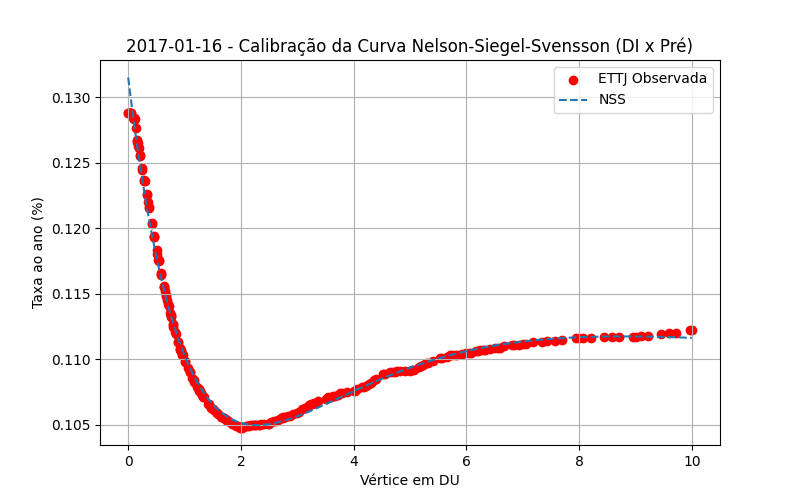 2017-01-16 - Calibração da Curva Nelson-Siegel-Svensson (DI x Pré)
ETTJ Observada
NSS
Taxa ao ano (%)
0.130
0.125
0.120
0.115
0.110
0.105
0
2
4
6
8
10
Vértice em DU